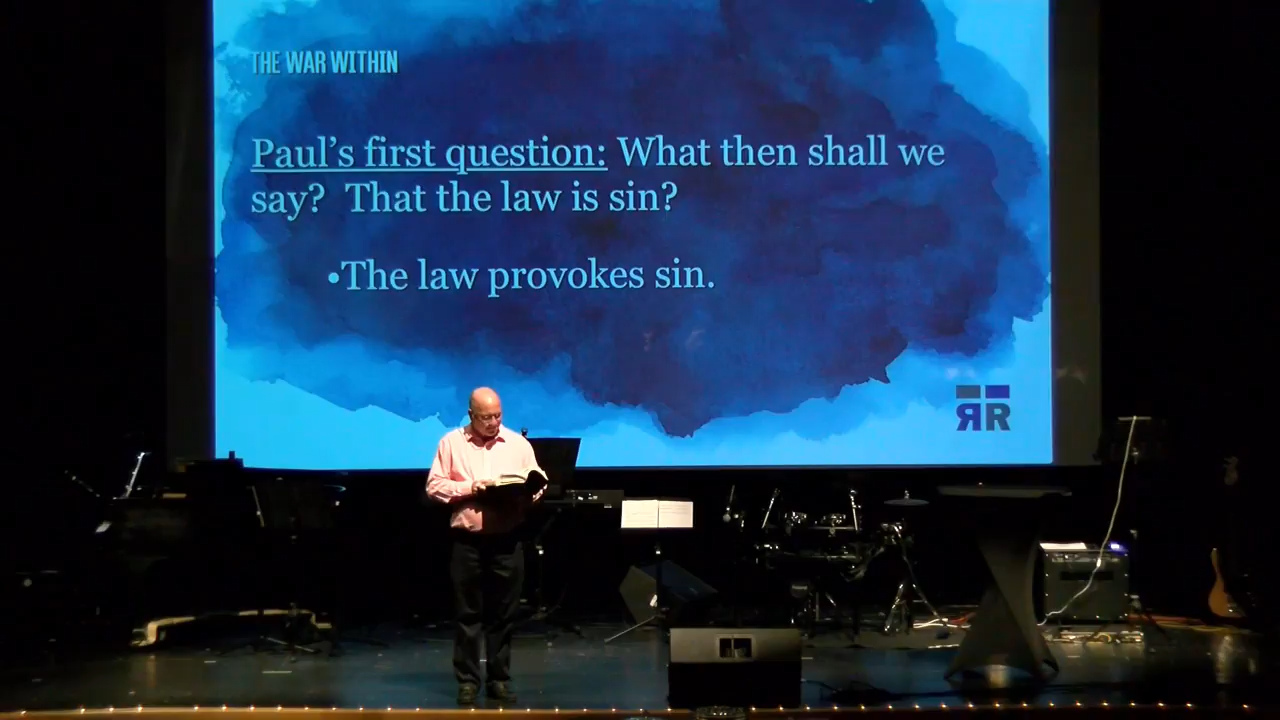 THE WAR WITHIN
Paul’s first question: What then shall we
say?  That the law is sin?
•The law provokes sin.
ЯR